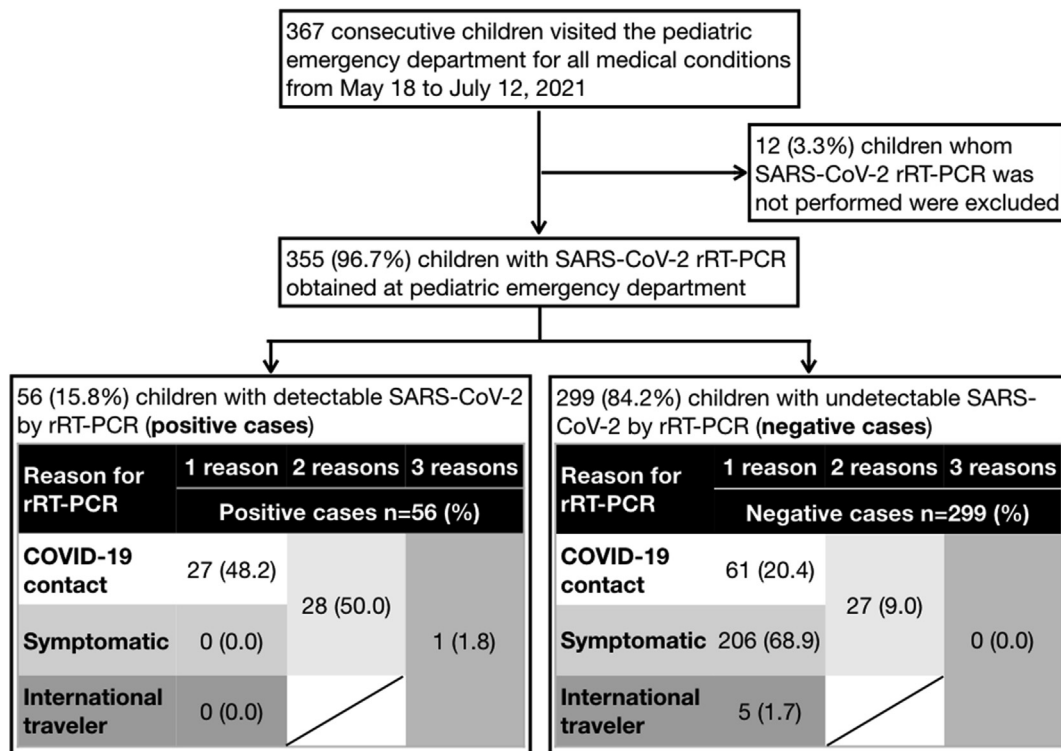 367 consecutive children visited the pediatric
emergency department for all medical conditions
from May 18 to July 12, 2021
12 (3.3%) children whom
SARS-CoV-2 rRT-PCR was
not performed were excluded
355 (96.7%) children with SARS-CoV-2 rRT-PCR
obtained at pediatric emergency department
56 (15.8%) children with detectable SARS-CoV-2
by rRT-PCR (positive cases)
Reason for
rRT-PCR
1 reason 2 reasons 3 reasons
Positive cases n=56 (%)
COVID-19
contact
27 (48.2)
28 (50.0)
Symptomatic 0 (0.0)
1 (1.8)
International
traveler
0 (0.0)
299 (84.2%) children with undetectable SARS-
CoV-2 by rRT-PCR (negative cases)
Reason for
rRT-PCR
1 reason 2 reasons 3 reasons
Negative cases n=299 (%)
COVID-19
contact
61 (20.4)
27 (9.0)
Symptomatic 206 (68.9)
0 (0.0)
International
traveler
5 (1.7)